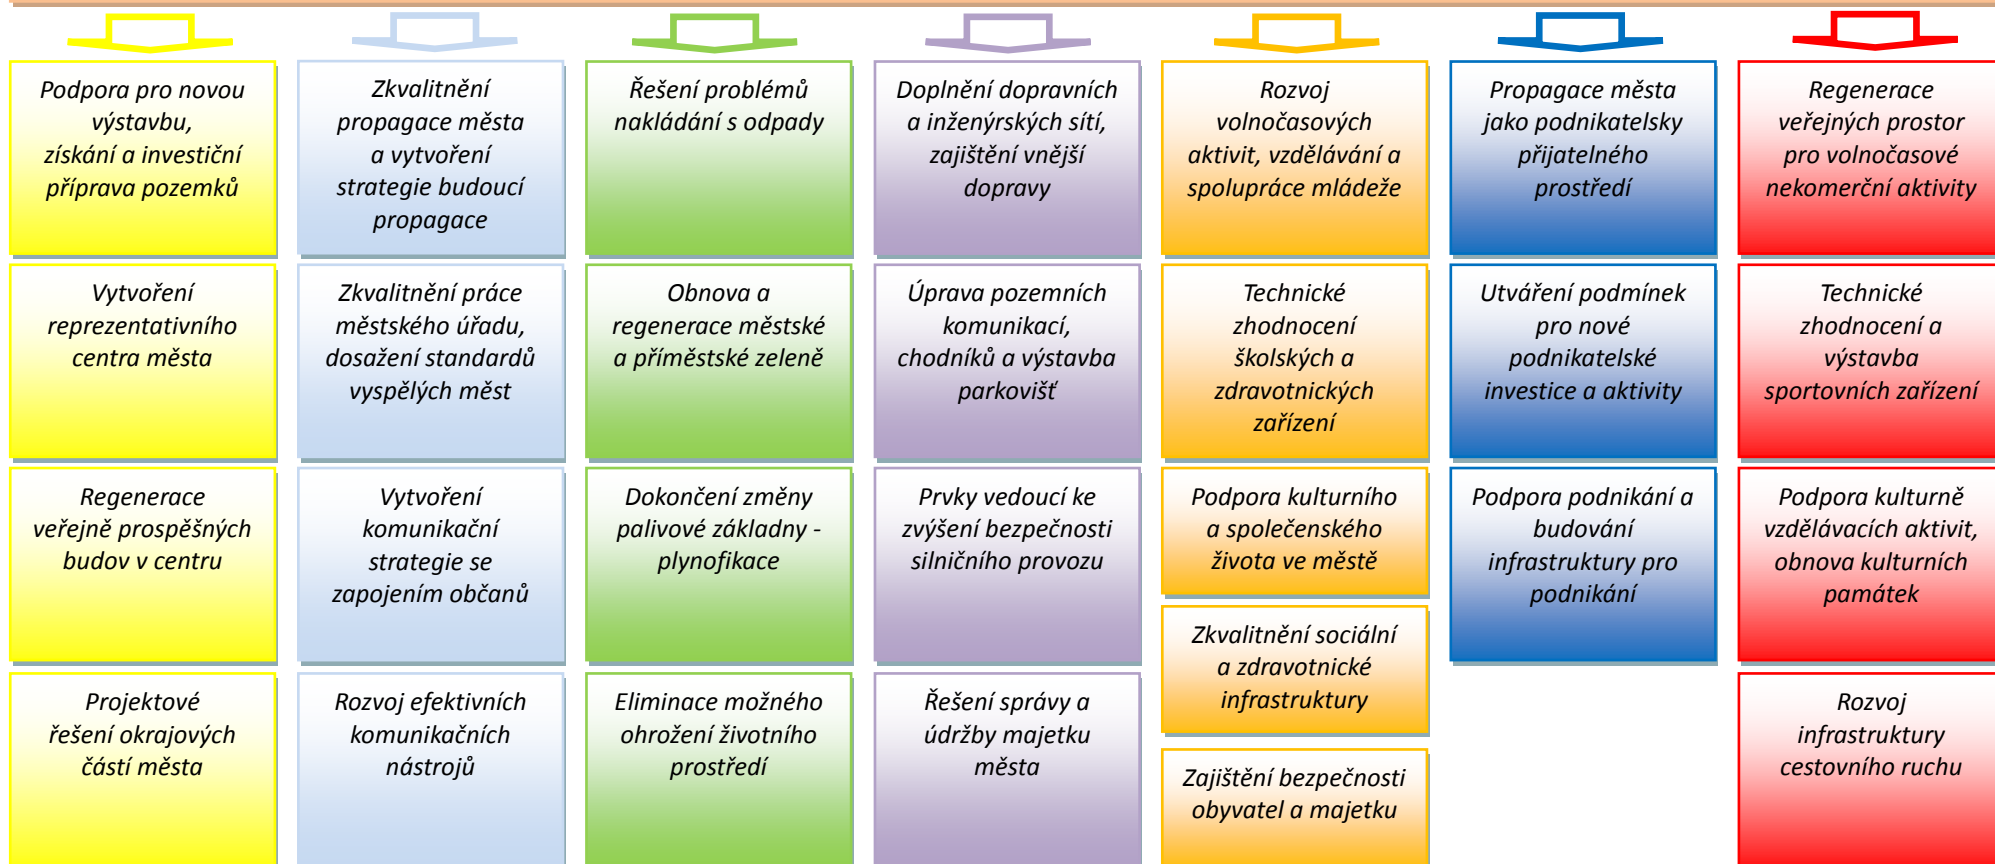 Podpora pro novou
výstavbu,
získání a investiční
příprava pozemků
Vytvoření
reprezentativního
centra města
Regenerace
veřejně prospěšných
budov v centru
Projektové
řešení okrajových
částí města
Zkvalitnění
propagace města
a vytvoření
strategie budoucí
propagace
Zkvalitnění práce
městského úřadu,
dosažení standardů
vyspělých měst
Vytvoření
komunikační
strategie se
zapojením občanů
Rozvoj efektivních
komunikačních
nástrojů
Řešení problémů
nakládání s odpady
Obnova a
regenerace městské
a příměstské zeleně
Dokončení změny
palivové základny -
plynofikace
Eliminace možného
ohrožení životního
prostředí
Doplnění dopravních
a inženýrských sítí,
zajištění vnější
dopravy
Úprava pozemních
komunikací,
chodníků a výstavba
parkovišť
Prvky vedoucí ke
zvýšení bezpečnosti
silničního provozu
Řešení správy a
údržby majetku
města
Rozvoj
volnočasových
aktivit, vzdělávání a
spolupráce mládeže
Technické
zhodnocení
školských a
zdravotnických
zařízení
Podpora kulturního
a společenského
života ve městě
Zkvalitnění sociální
a zdravotnické
infrastruktury
Zajištění bezpečnosti
obyvatel a majetku
Propagace města
jako podnikatelsky
přijatelného
prostředí
Utváření podmínek
pro nové
podnikatelské
investice a aktivity
Podpora podnikání a
budování
infrastruktury pro
podnikání
Regenerace
veřejných prostor
pro volnočasové
nekomerční aktivity
Technické
zhodnocení a
výstavba
sportovních zařízení
Podpora kulturně
vzdělávacích aktivit,
obnova kulturních
památek
Rozvoj
infrastruktury
cestovního ruchu